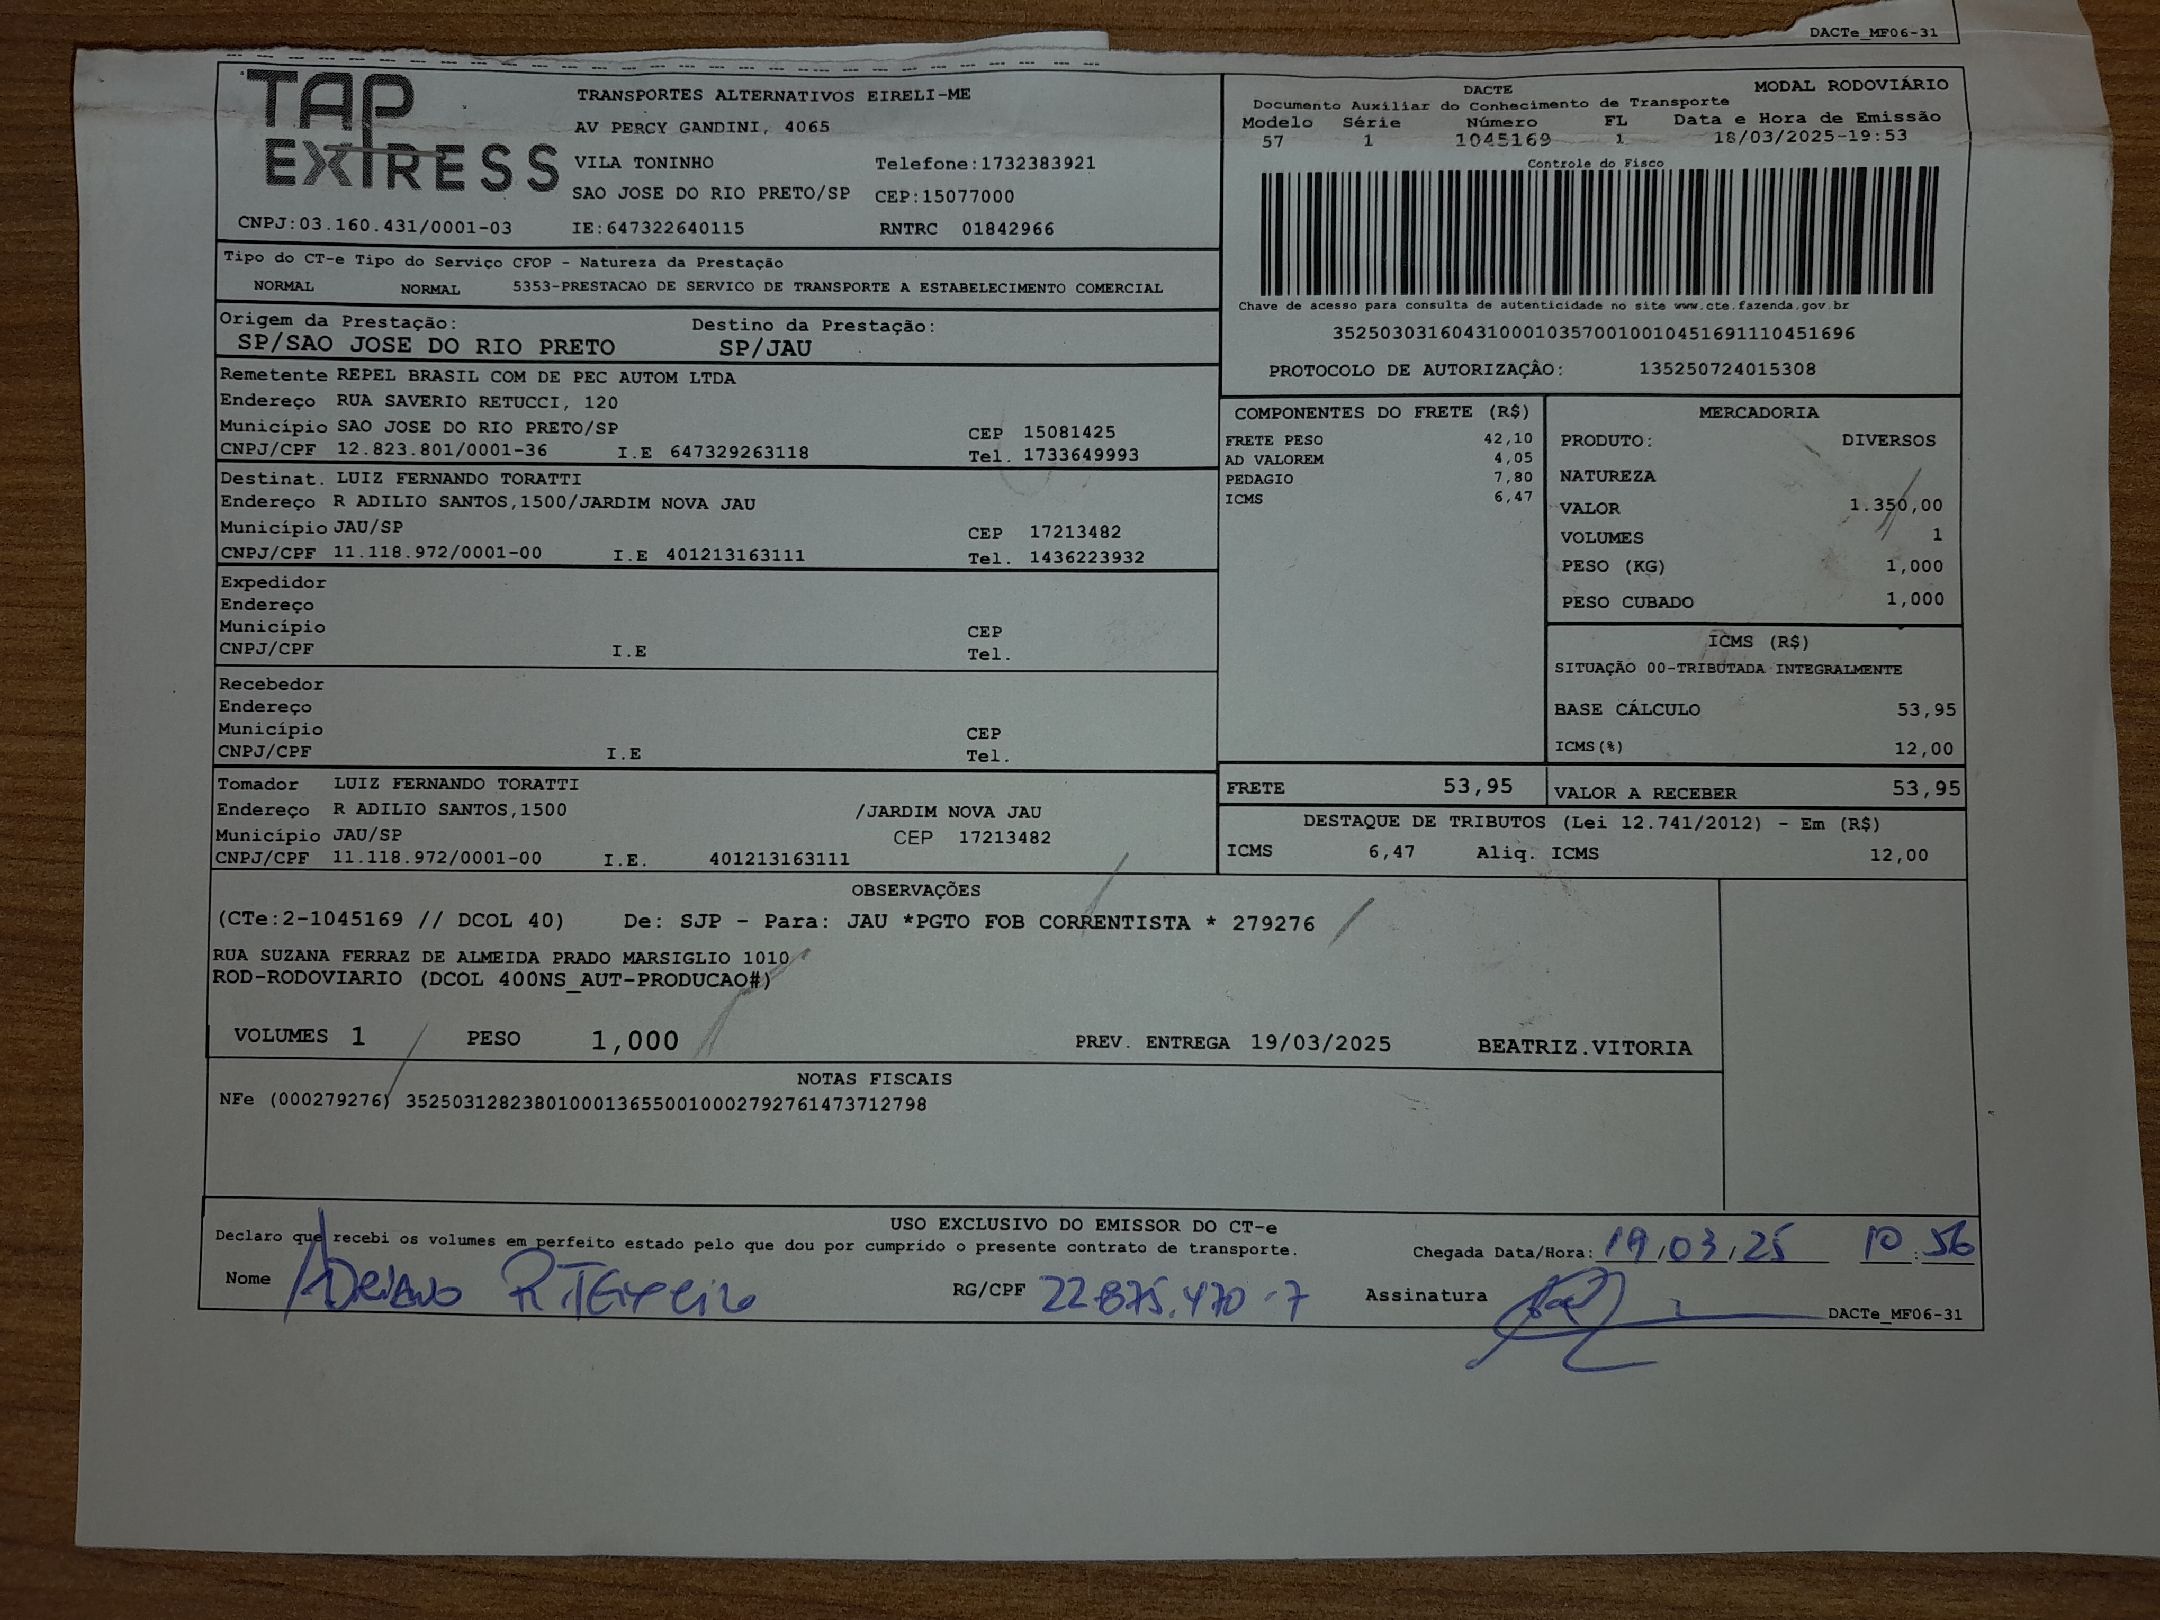 DACTe_MF06-31
TAP EXPRESS
TRANSPORTES ALTERNATIVOS EIRELI-ME
AV PERCY GANDINI, 4065
VILA TONINHO Telefone:1732383921
SAO JOSE DO RIO PRETO/SP CEP:15077000
CNPJ:03.160.431/0001-03 IE:647322640115 RNTRC 01842966
DACTE MODAL RODOVIÁRIO
Documento Auxiliar do Conhecimento de Transporte
Modelo Série Número FL Data e Hora de Emissão
57 1 1045169 1 18/03/2025-19:53
Controle do Fisco
Chave de acesso para consulta de autenticidade no site www.cte.fazenda.gov.br
35250303160431000103570010010451691110451696
PROTOCOLO DE AUTORIZAÇÂO: 135250724015308
Tipo do CT-e Tipo do Serviço CFOP - Natureza da Prestação
NORMAL NORMAL 5353-PRESTACAO DE SERVICO DE TRANSPORTE A ESTABELECIMENTO COMERCIAL
Origem da Prestação: Destino da Prestação:
SP/SAO JOSE DO RIO PRETO SP/JAU
Remetente REPEL BRASIL COM DE PEC AUTOM LTDA
Endereço RUA SAVERIO RETUCCI, 120
Município SAO JOSE DO RIO PRETO/SP CEP 15081425
CNPJ/CPF 12.823.801/0001-36 I.E 647329263118 Tel. 1733649993
Destinat. LUIZ FERNANDO TORATTI
Endereço R ADILIO SANTOS,1500/JARDIM NOVA JAU
Município JAU/SP CEP 17213482
CNPJ/CPF 11.118.972/0001-00 I.E 401213163111 Tel. 1436223932
Expedidor
Endereço
Município CEP
CNPJ/CPF I.E Tel.
Recebedor
Endereço
Município CEP
CNPJ/CPF I.E Tel.
Tomador LUIZ FERNANDO TORATTI
Endereço R ADILIO SANTOS,1500 /JARDIM NOVA JAU
Município JAU/SP CEP 17213482
CNPJ/CPF 11.118.972/0001-00 I.E. 401213163111
COMPONENTES DO FRETE (R$)
FRETE PESO 42,10
AD VALOREM 4,05
PEDAGIO 7,80
ICMS 6,47
MERCADORIA
PRODUTO: DIVERSOS
NATUREZA
VALOR 1.350,00
VOLUMES 1
PESO (KG) 1,000
PESO CUBADO 1,000
ICMS (R$)
SITUAÇÃO 00-TRIBUTADA INTEGRALMENTE
BASE CÁLCULO 53,95
ICMS(%) 12,00
FRETE 53,95 VALOR A RECEBER 53,95
DESTAQUE DE TRIBUTOS (Lei 12.741/2012) - Em (R$)
ICMS 6,47 Aliq. ICMS 12,00
OBSERVAÇÕES
(CTe:2-1045169 // DCOL 40) De: SJP - Para: JAU *PGTO FOB CORRENTISTA * 279276
RUA SUZANA FERRAZ DE ALMEIDA PRADO MARSIGLIO 1010
ROD-RODOVIARIO (DCOL 400NS_AUT-PRODUCAO#)
VOLUMES 1 PESO 1,000 PREV. ENTREGA 19/03/2025 BEATRIZ.VITORIA
NOTAS FISCAIS
NFe (000279276) 35250312823801000136550010002792761473712798
USO EXCLUSIVO DO EMISSOR DO CT-e
Declaro que recebi os volumes em perfeito estado pelo que dou por cumprido o presente contrato de transporte.
Chegada Data/Hora: 19/03/25 10:56
Nome Adriano R. Teixeira RG/CPF 22.875.470-7 Assinatura
DACTe_MF06-31